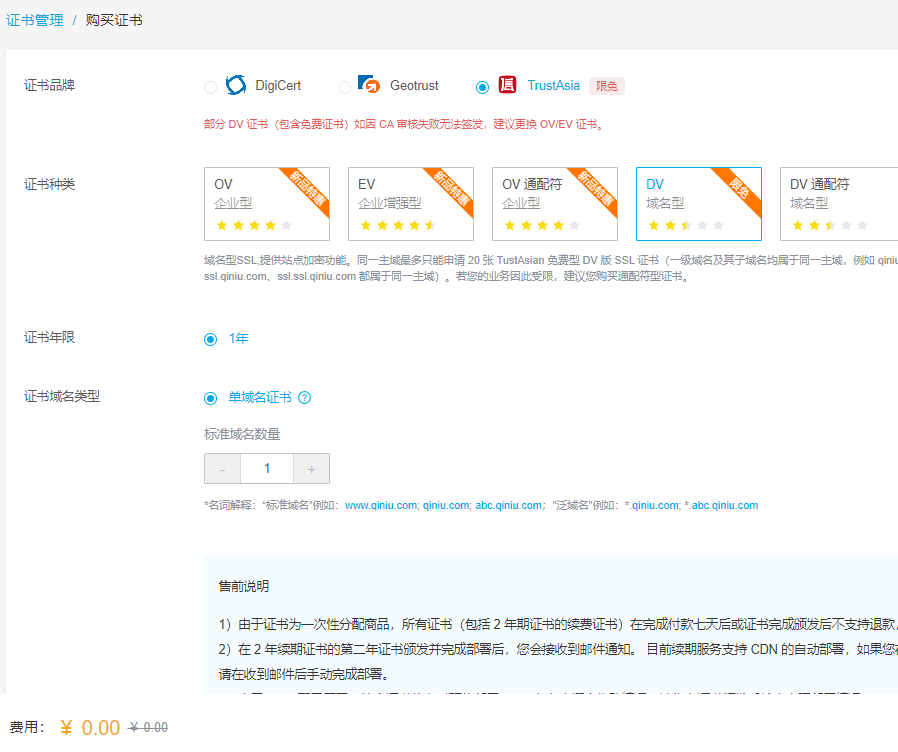 证书管理 / 购买证书
证书品牌
DigiCert
Geotrust
TrustAsia
限免
部分 DV 证书（包含免费证书）如因 CA 审核失败无法签发，建议更换 OV/EV 证书。
证书种类
OV
企业型
新品特惠
EV
企业增强型
新品特惠
OV 通配符
企业型
新品特惠
DV
域名型
限免
DV 通配符
域名型
域名型SSL,提供站点加密功能。同一主域最多只能申请 20 张 TustAsian 免费型 DV 版 SSL 证书（一级域名及其子域名均属于同一主域，例如 qiniu
ssl.qiniu.com、ssl.ssl.qiniu.com 都属于同一主域）。若您的业务因此受限，建议您购买通配符型证书。
证书年限
1年
证书域名类型
单域名证书 ?
标准域名数量
- 1 +
*名词解释：“标准域名”例如：www.qiniu.com; qiniu.com; abc.qiniu.com；“泛域名”例如：*.qiniu.com; *.abc.qiniu.com
售前说明
1）由于证书为一次性分配商品，所有证书（包括 2 年期证书的续费证书）在完成付款七天后或证书完成颁发后不支持退款，
2）在 2 年续期证书的第二年证书颁发并完成部署后，您会接收到邮件通知。 目前续期服务支持 CDN 的自动部署，如果您在
请在收到邮件后手动完成部署。
费用： ¥ 0.00 ¥ 0.00